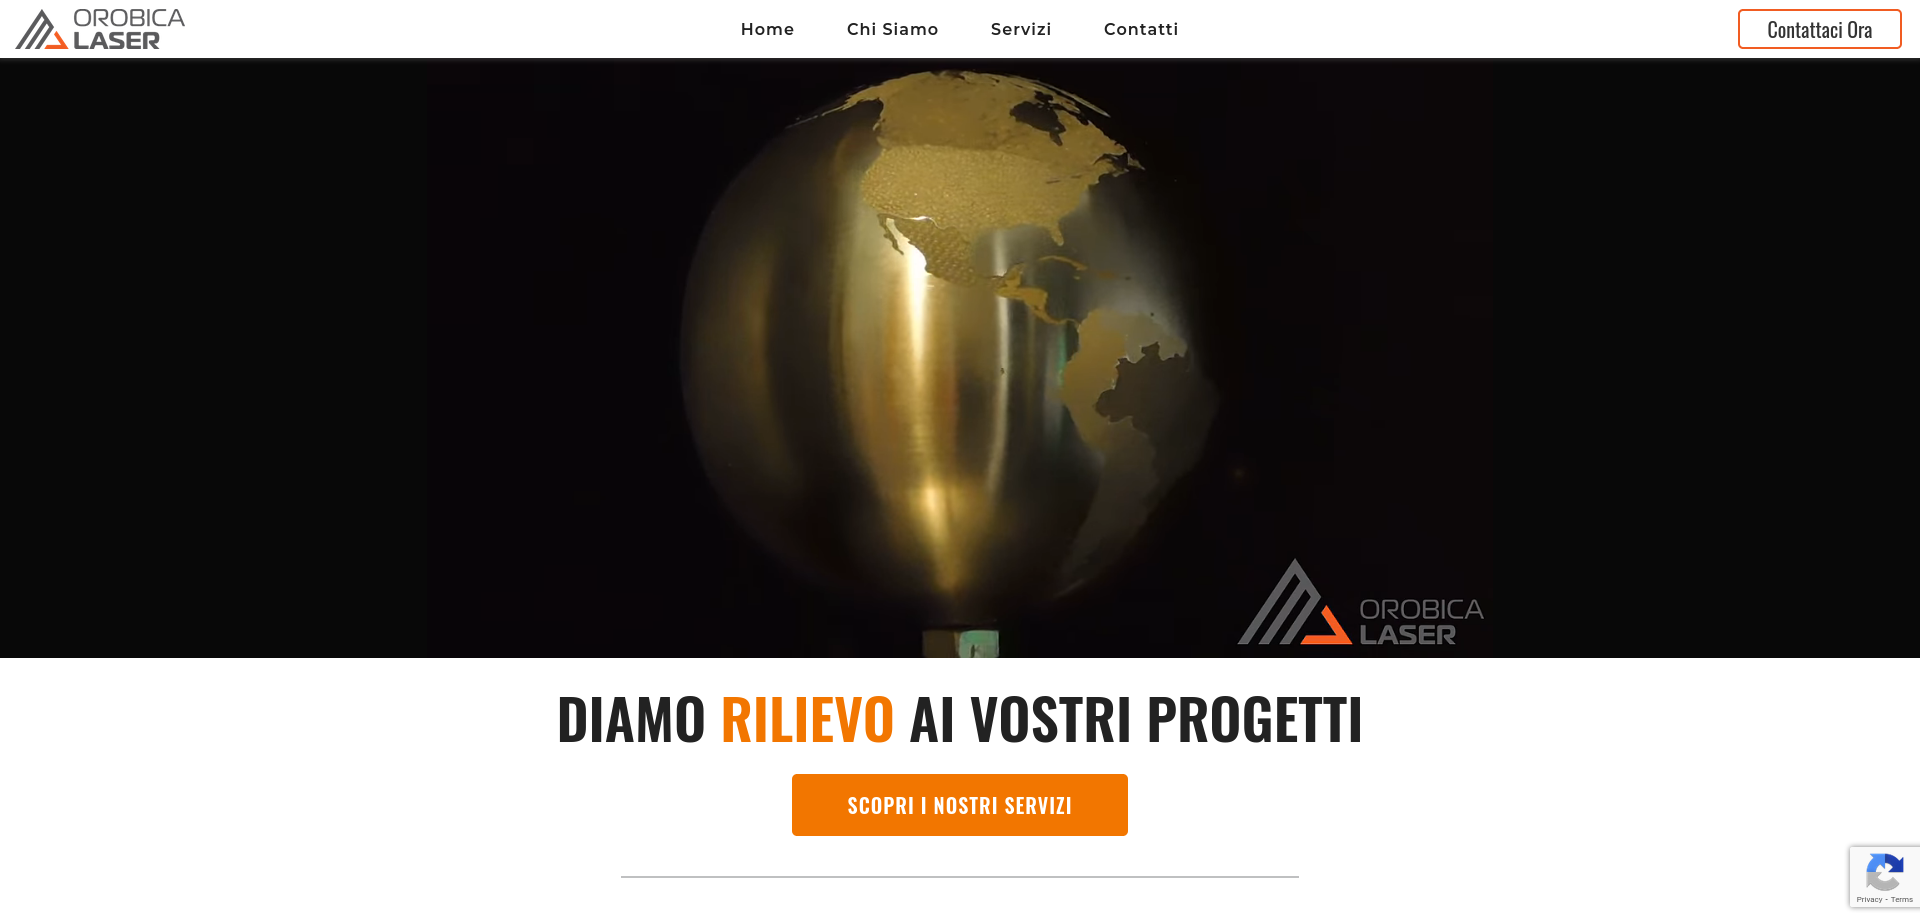 OROBICA
LASER
Home
Chi Siamo
Servizi
Contatti
Contattaci Ora
OROBICA
LASER
DIAMO RILIEVO AI VOSTRI PROGETTI
SCOPRI I NOSTRI SERVIZI
Privacy - Terms